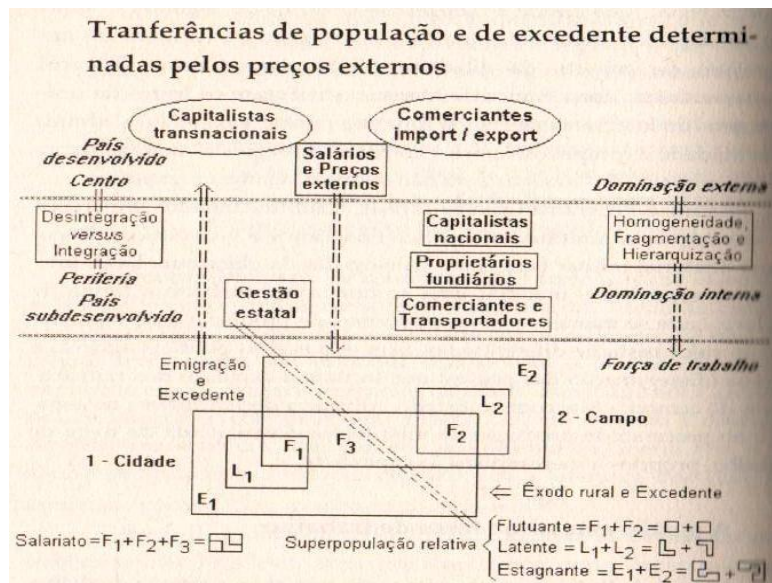 Tranferências de população e de excedente determi-
nadas pelos preços externos
Capitalistas
transnacionais
Comerciantes
import / export
País
desenvolvido
Centro
Salários
e Preços
externos
Dominação externa
Desintegração
versus
Integração
Capitalistas
nacionais
Homogeneidade,
Fragmentação e
Hierarquização
Periferia
País
subdesenvolvido
Gestão
estatal
Proprietários
fundiários
Comerciantes e
Transportadores
Dominação interna
Emigração
e
Excedente
Força de trabalho
E2
L2
F2
2 - Campo
1 - Cidade
F1
F3
L1
E1
⇐ Êxodo rural e Excedente
Salariato =F1+F2+F3 =
Superpopulação relativa
Flutuante =F1+F2 = □ + □
Latente = L1+L2 =
Estagnante = E1+E2 =